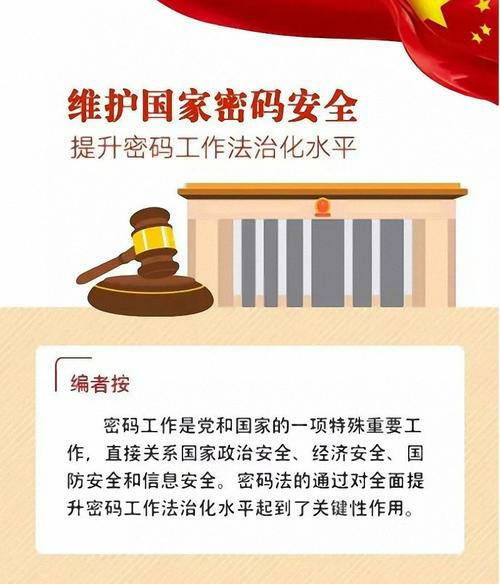 维护国家密码安全
提升密码工作法治化水平
编者按
密码工作是党和国家的一项特殊重要工
作，直接关系国家政治安全、经济安全、国
防安全和信息安全。密码法的通过对全面提
升密码工作法治化水平起到了关键性作用。